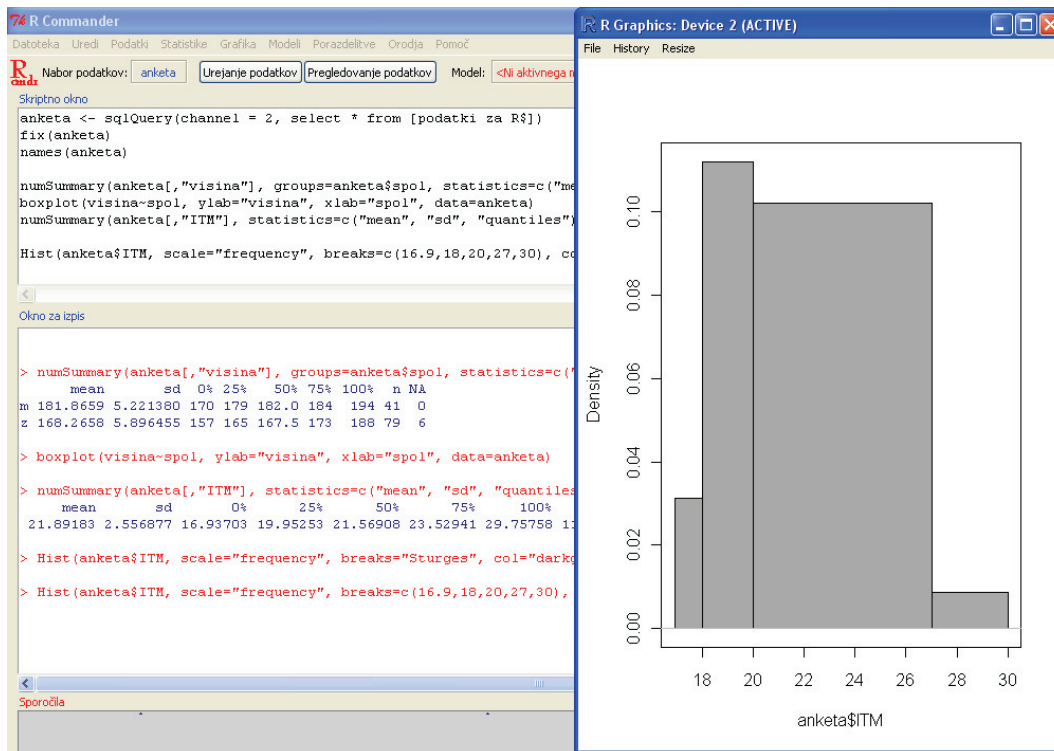 R Commander
Datoteka Uredi Podatki Statistike Grafika Modeli Porazdelitve Orodja Pomoč
R cmdr Nabor podatkov: anketa Urejanje podatkov Pregledovanje podatkov Model: <Ni aktivnega
Skriptno okno
anketa <- sqlQuery(channel = 2, select * from [podatki za R$])
fix(anketa)
names(anketa)
numSummary(anketa[,"visina"], groups=anketa$spol, statistics=c("me
boxplot(visina~spol, ylab="visina", xlab="spol", data=anketa)
numSummary(anketa[,"ITM"], statistics=c("mean", "sd", "quantiles")
Hist(anketa$ITM, scale="frequency", breaks=c(16.9,18,20,27,30), co
Okno za izpis
> numSummary(anketa[,"visina"], groups=anketa$spol, statistics=c("
mean sd 0% 25% 50% 75% 100% n NA
m 181.8659 5.221380 170 179 182.0 184 194 41 0
z 168.2658 5.896455 157 165 167.5 173 188 79 6
> boxplot(visina~spol, ylab="visina", xlab="spol", data=anketa)
> numSummary(anketa[,"ITM"], statistics=c("mean", "sd", "quantiles
mean sd 0% 25% 50% 75% 100%
21.89183 2.556877 16.93703 19.95253 21.56908 23.52941 29.75758 11
> Hist(anketa$ITM, scale="frequency", breaks="Sturges", col="darkg
> Hist(anketa$ITM, scale="frequency", breaks=c(16.9,18,20,27,30),
Sporočila
R Graphics: Device 2 (ACTIVE)
File History Resize
0.10
0.08
0.06
0.04
0.02
0.00
Density
18 20 22 24 26 28 30
anketa$ITM